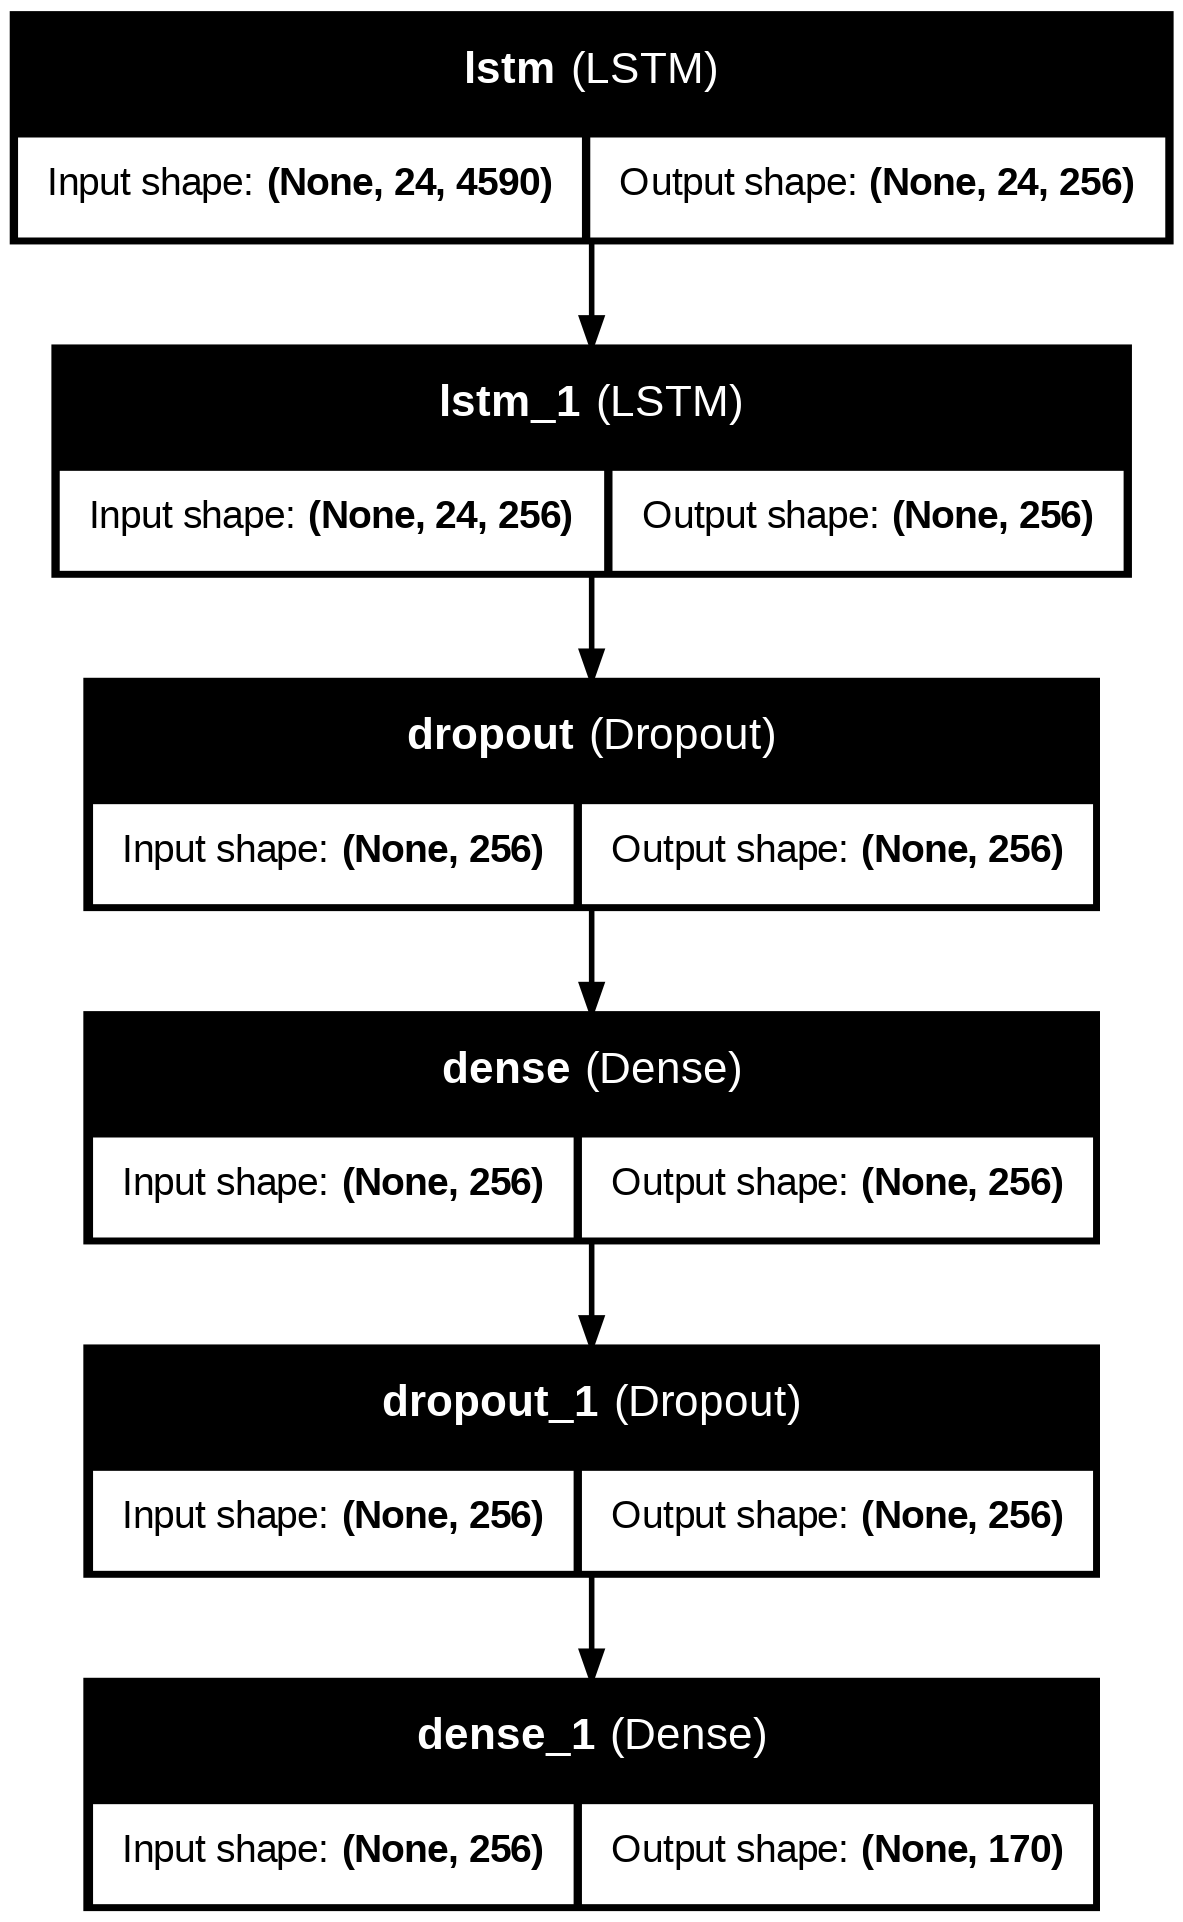 lstm (LSTM)
Input shape: (None, 24, 4590) Output shape: (None, 24, 256)
lstm_1 (LSTM)
Input shape: (None, 24, 256) Output shape: (None, 256)
dropout (Dropout)
Input shape: (None, 256) Output shape: (None, 256)
dense (Dense)
Input shape: (None, 256) Output shape: (None, 256)
dropout_1 (Dropout)
Input shape: (None, 256) Output shape: (None, 256)
dense_1 (Dense)
Input shape: (None, 256) Output shape: (None, 170)